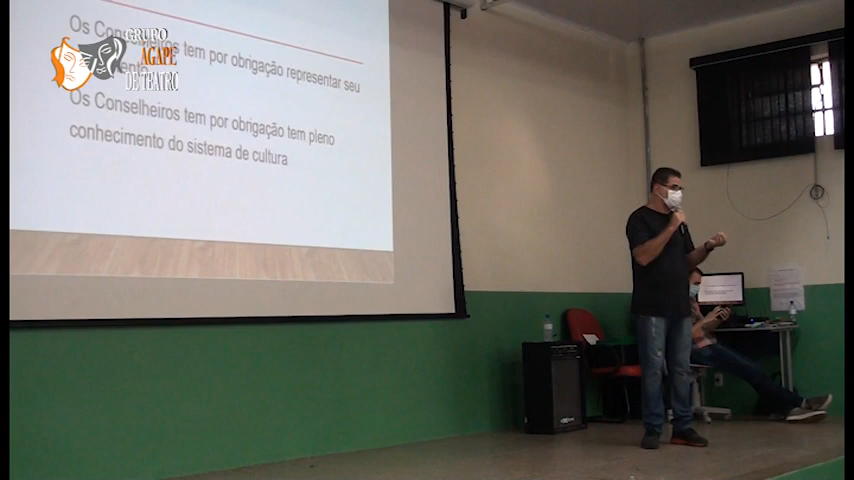 GRUPO
AGAPE
DE TEATRO
Os Conselheiros tem por obrigação representar seu
Os Conselheiros tem por obrigação tem pleno
conhecimento do sistema de cultura